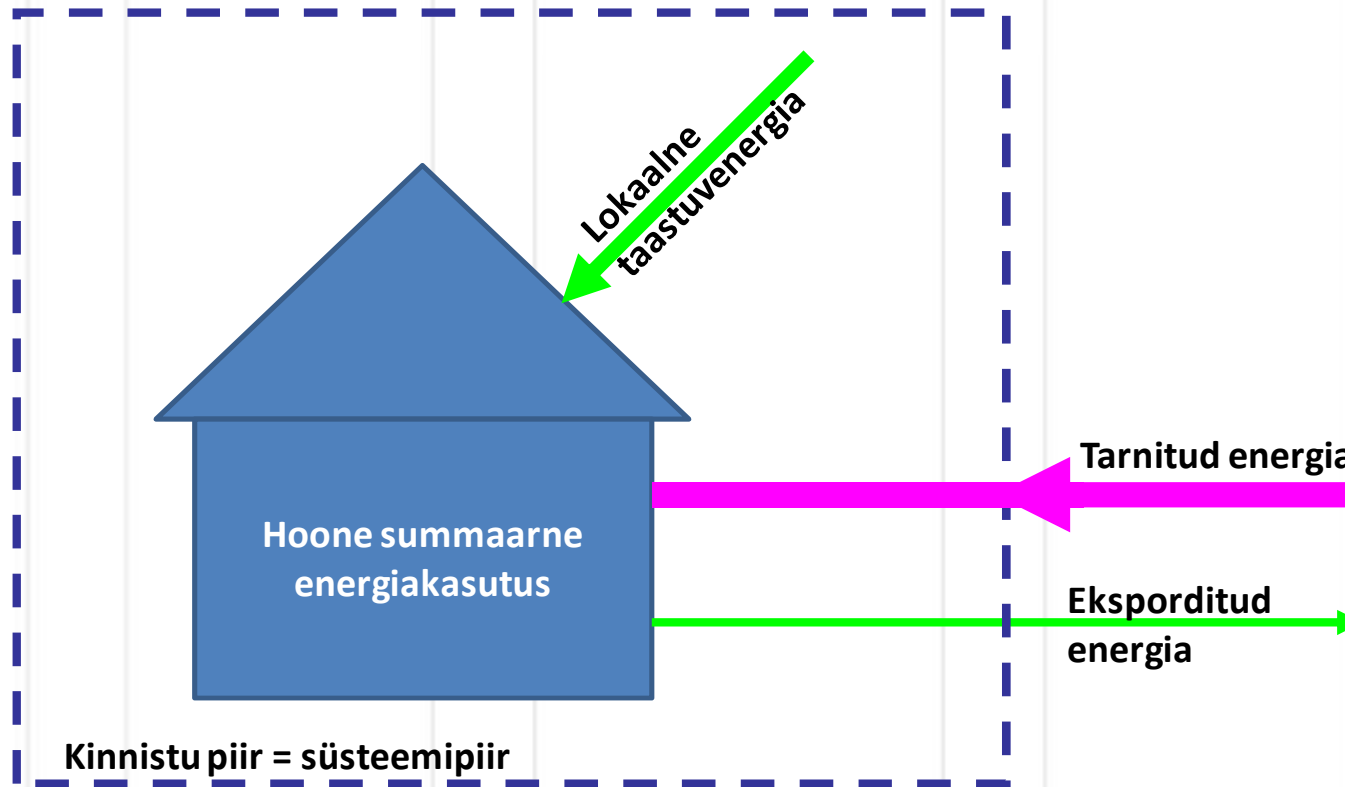 Lokaalne
taastuvenergia
Tarnitud energia
Hoone summaarne
energiakasutus
Eksporditud
energia
Kinnistu piir = süsteemipiir